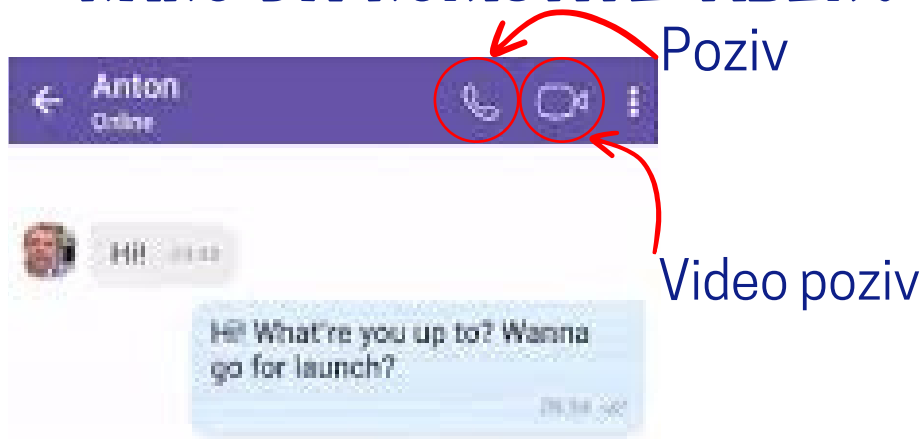 Poziv
Anton
Online
Hi!
Hi! What're you up to? Wanna
go for launch?
Video poziv